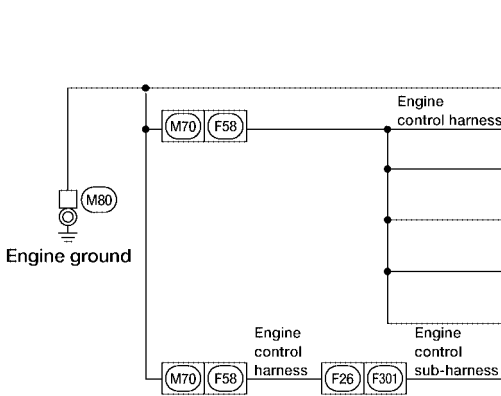 Engine
control harness
M70 F58
M80
Engine ground
Engine
control
harness
Engine
control
sub-harness
M70 F58
F26 F301